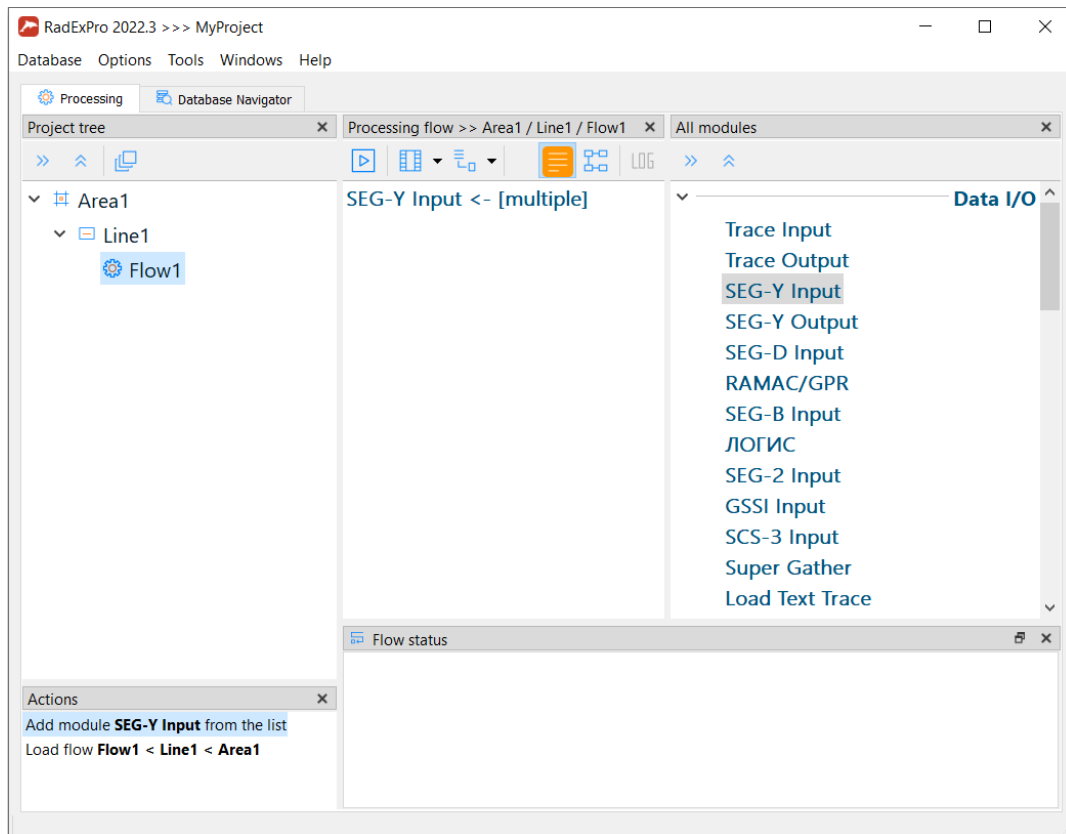 RadExPro 2022.3 >>> MyProject
Database Options Tools Windows Help
Processing Database Navigator
Project tree
Area1
Line1
Flow1
Processing flow >> Area1 / Line1 / Flow1
LOG
SEG-Y Input <- [multiple]
All modules
Data I/O
Trace Input
Trace Output
SEG-Y Input
SEG-Y Output
SEG-D Input
RAMAC/GPR
SEG-B Input
ЛОГИС
SEG-2 Input
GSSI Input
SCS-3 Input
Super Gather
Load Text Trace
Flow status
Actions
Add module SEG-Y Input from the list
Load flow Flow1 < Line1 < Area1